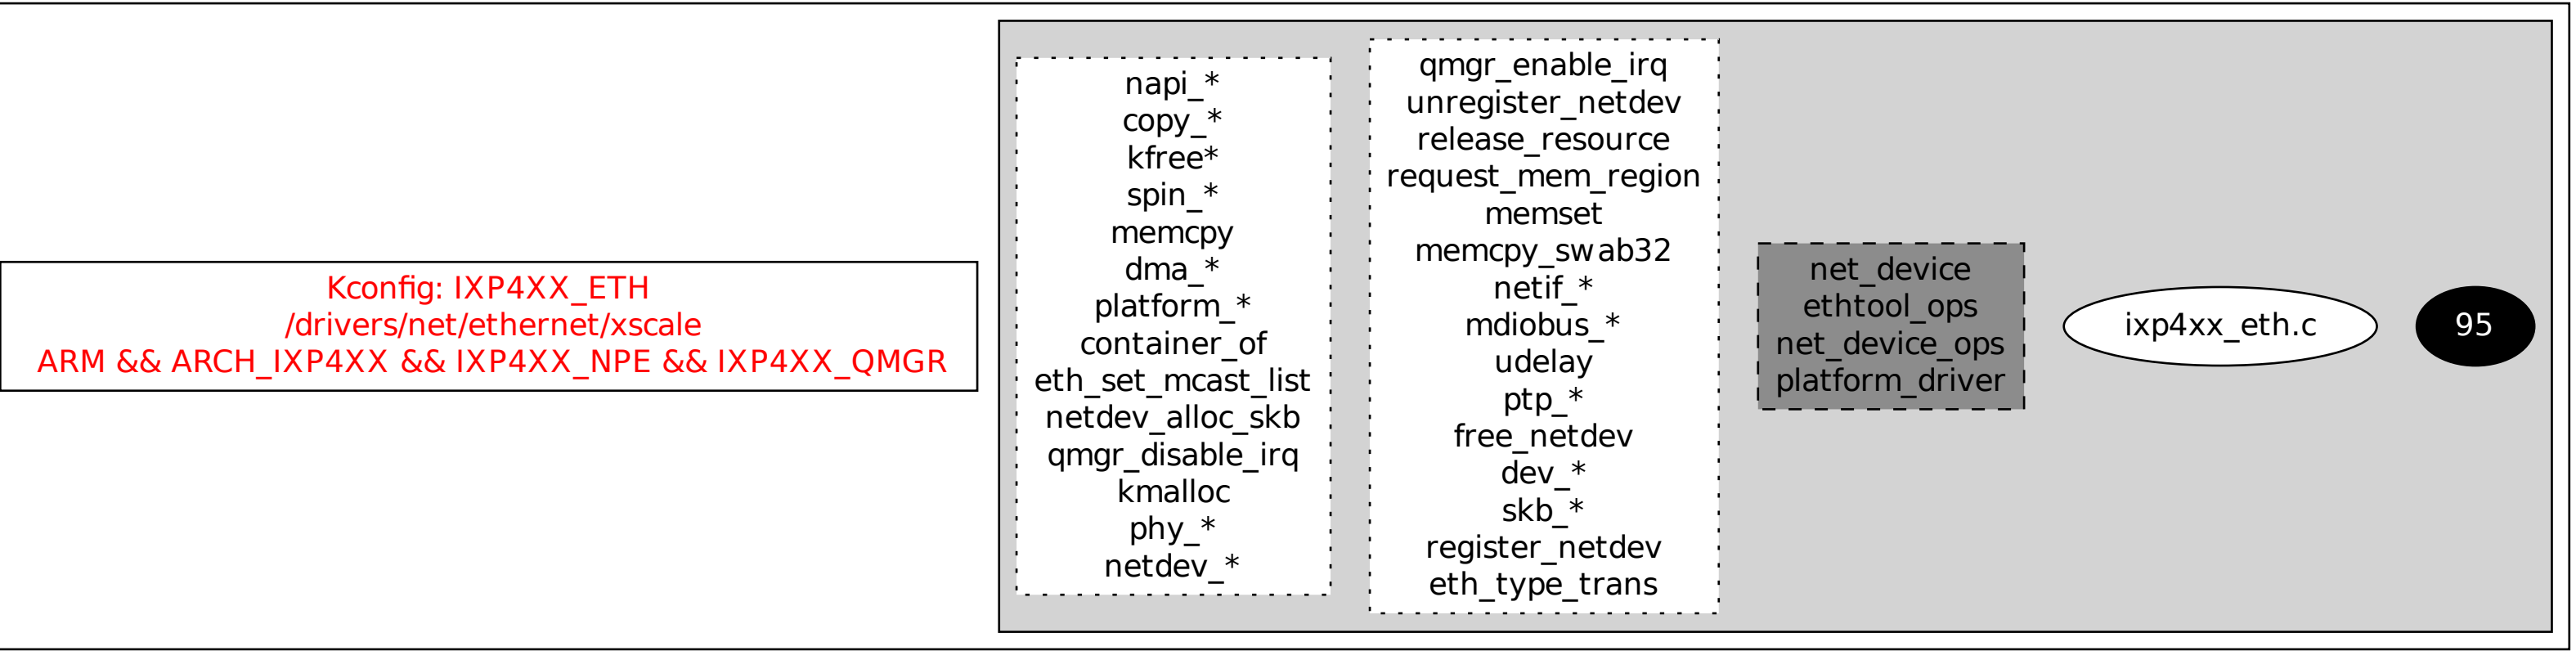 Kconfig: IXP4XX_ETH
/drivers/net/ethernet/xscale
ARM && ARCH_IXP4XX && IXP4XX_NPE && IXP4XX_QMGR
napi_*
copy_*
kfree*
spin_*
memcpy
dma_*
platform_*
container_of
eth_set_mcast_list
netdev_alloc_skb
qmgr_disable_irq
kmalloc
phy_*
netdev_*
qmgr_enable_irq
unregister_netdev
release_resource
request_mem_region
memset
memcpy_swab32
netif_*
mdiobus_*
udelay
ptp_*
free_netdev
dev_*
skb_*
register_netdev
eth_type_trans
net_device
ethtool_ops
net_device_ops
platform_driver
ixp4xx_eth.c
95